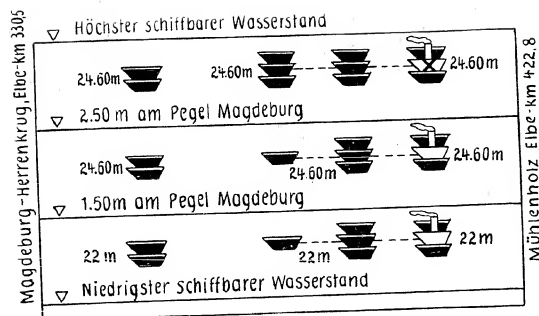 Magdeburg-Herrenkrug, Elbe-km 330,5
Höchster schiffbarer Wasserstand
24.60m 24.60m 24.60m
2.50 m am Pegel Magdeburg
24.60m 24.60m 24.60m
1.50m am Pegel Magdeburg
22 m 22m 22m
Niedrigster schiffbarer Wasserstand
Mühlenholz Elbe-km 422.8